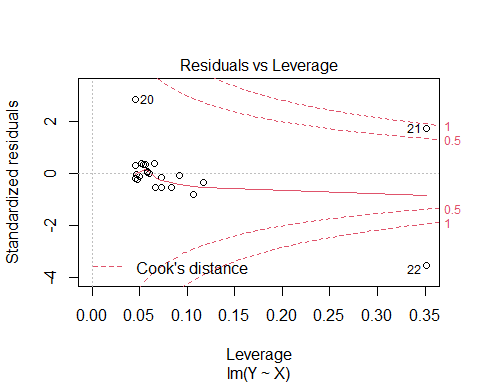 Residuals vs Leverage
Standardized residuals
2
0
-2
-4
20
21
22
1
0.5
0.5
1
Cook's distance
0.00 0.05 0.10 0.15 0.20 0.25 0.30 0.35
Leverage
lm(Y ~ X)